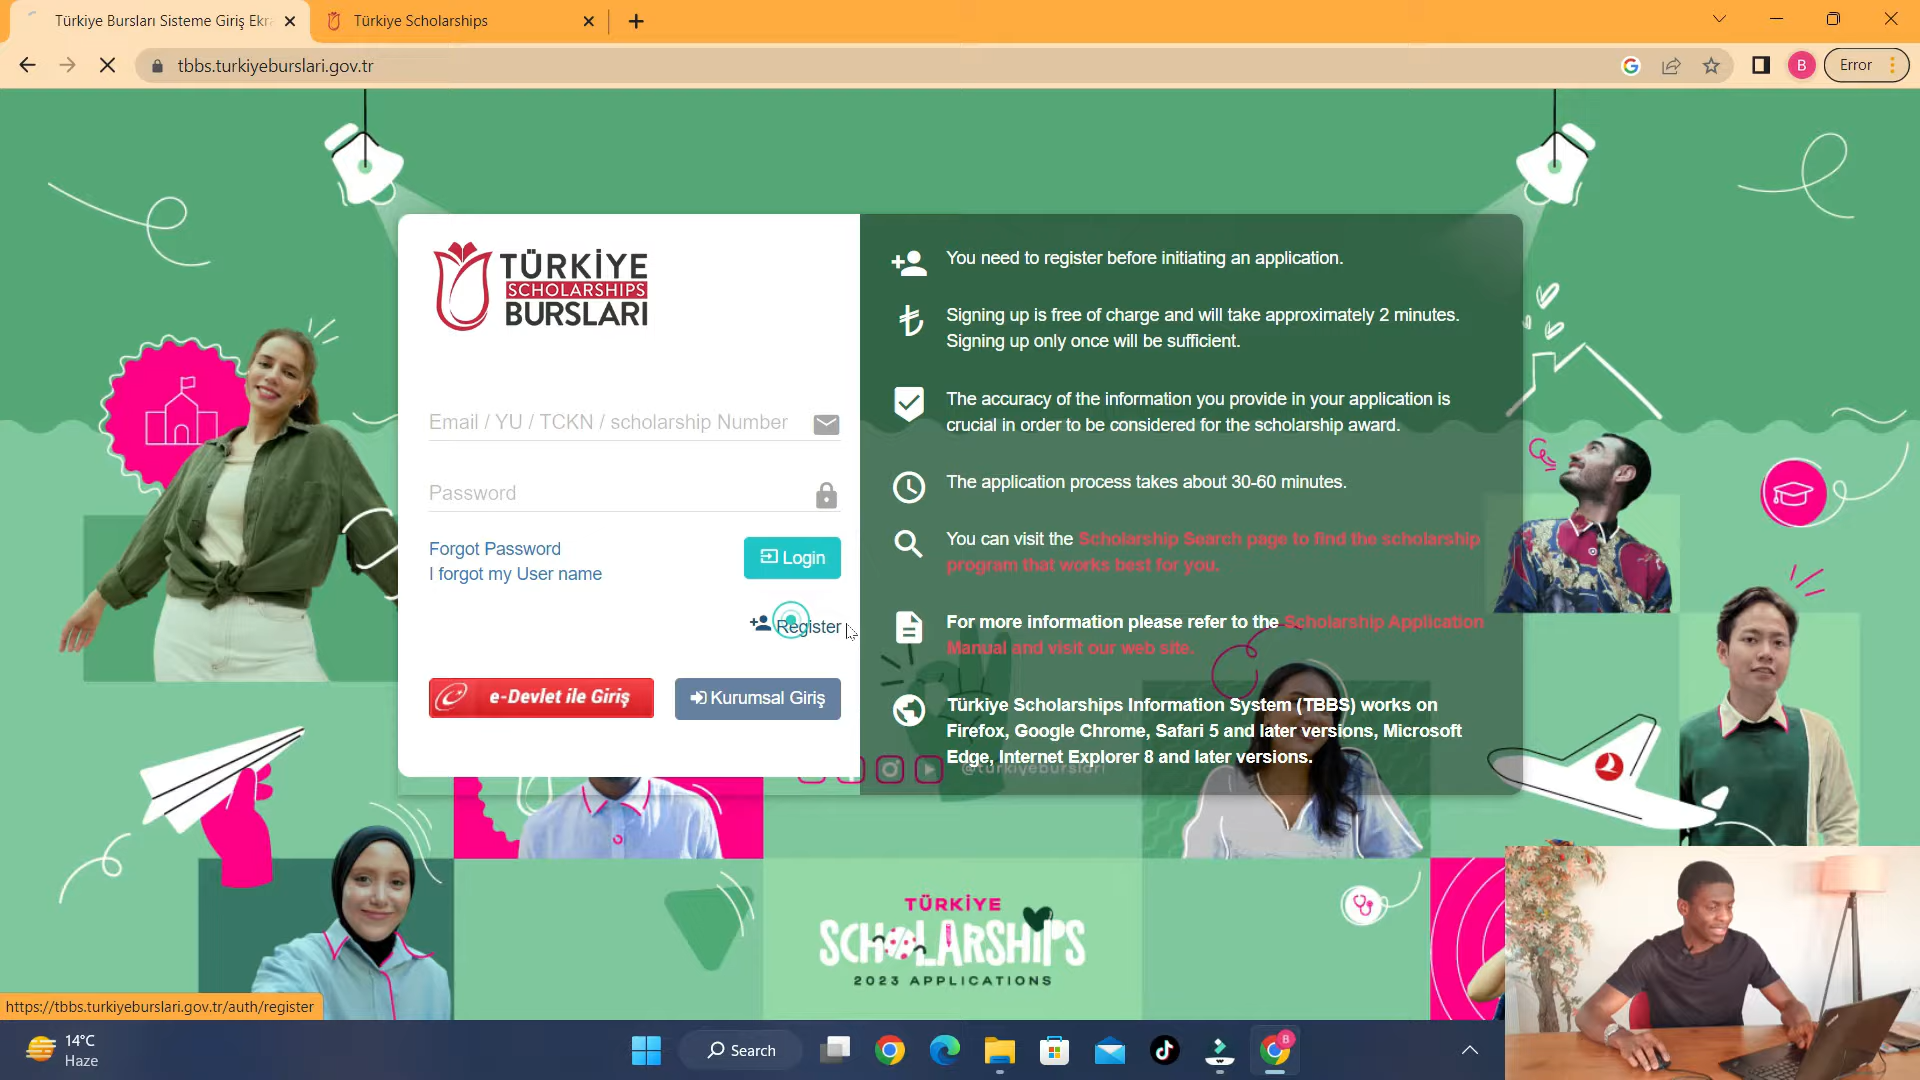 Türkiye Bursları Sisteme Giriş Ekra
Türkiye Scholarships
tbbs.turkiyeburslari.gov.tr
B
Error
TÜRKİYE
SCHOLARSHIPS
BURSLARI
Email / YU / TCKN / scholarship Number
Password
Forgot Password
I forgot my User name
Login
Register
e-Devlet ile Giriş
Kurumsal Giriş
You need to register before initiating an application.
Signing up is free of charge and will take approximately 2 minutes.
Signing up only once will be sufficient.
The accuracy of the information you provide in your application is
crucial in order to be considered for the scholarship award.
The application process takes about 30-60 minutes.
You can visit the Scholarship Search page to find the scholarship
program that works best for you.
For more information please refer to the Scholarship Application
Manual and visit our web site.
Türkiye Scholarships Information System (TBBS) works on
Firefox, Google Chrome, Safari 5 and later versions, Microsoft
Edge, Internet Explorer 8 and later versions.
@turkiyeburslari
TÜRKİYE
SCHOLARSHiPS
2023 APPLICATIONS
https://tbbs.turkiyeburslari.gov.tr/auth/register
14°C
Haze
Search
B